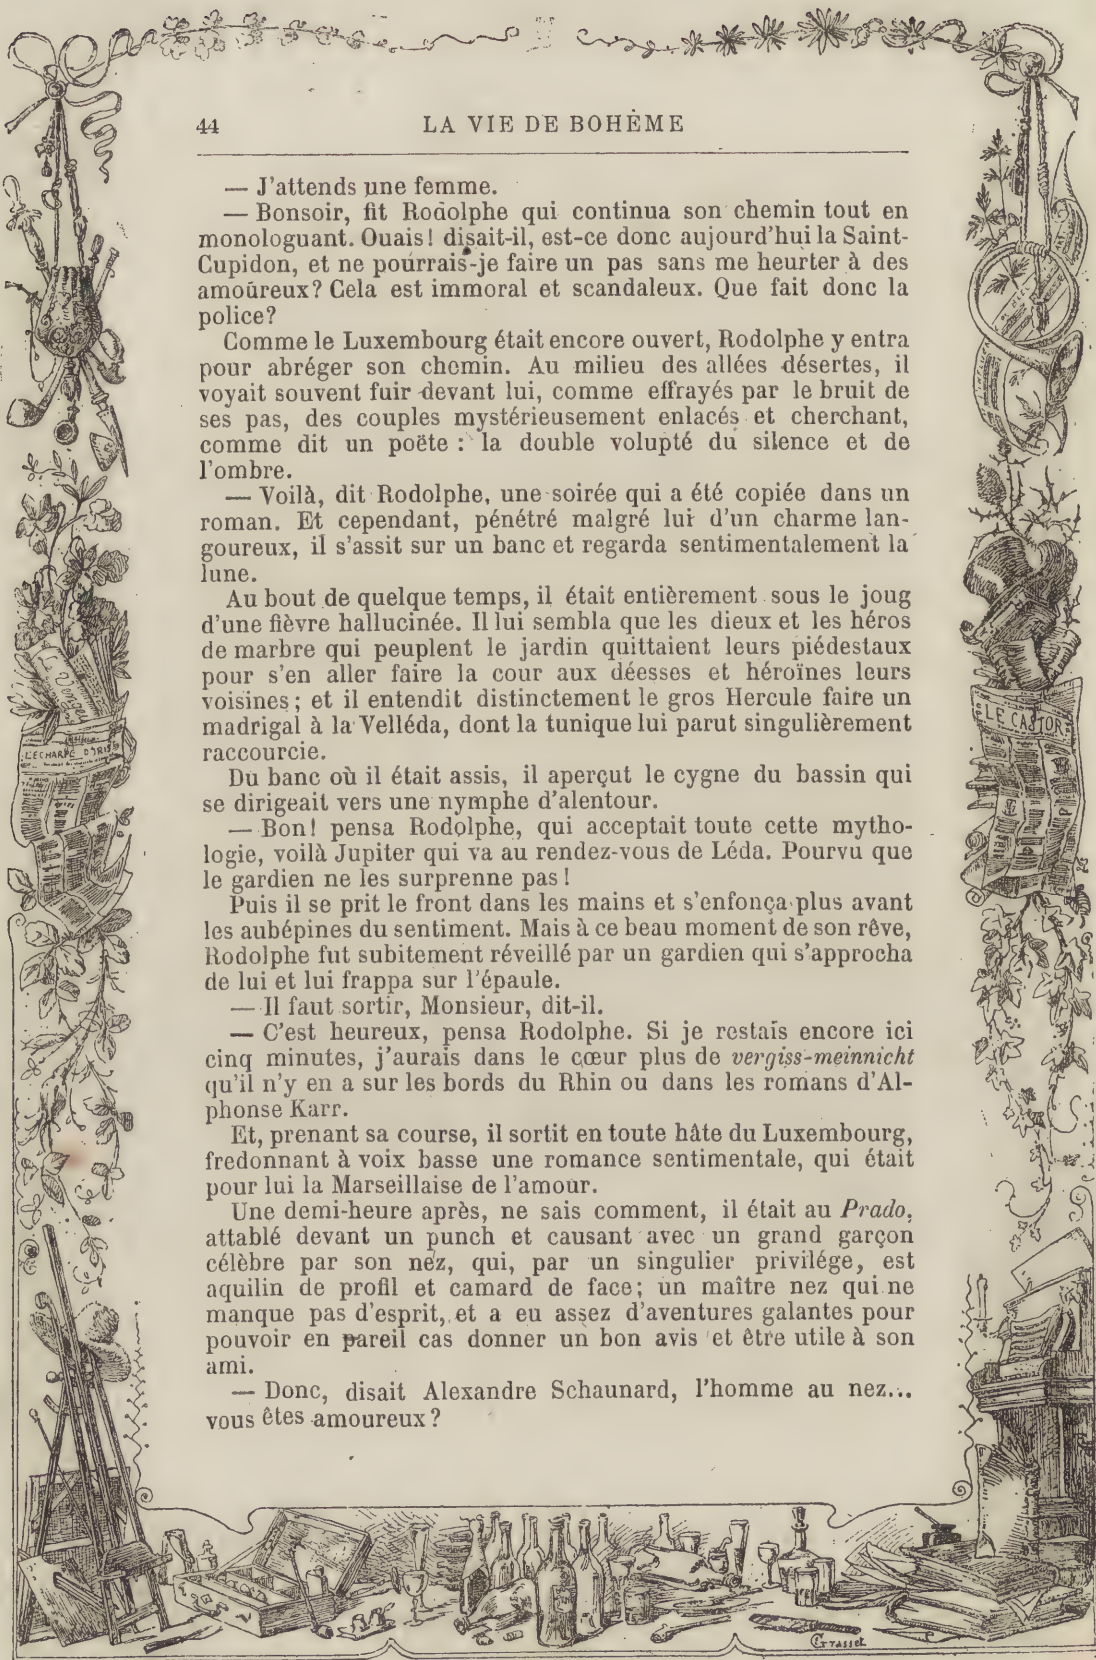 44 LA VIE DE BOHÈME
— J'attends une femme.
— Bonsoir, fit Rodolphe qui continua son chemin tout en
monologuant. Ouais! disait-il, est-ce donc aujourd'hui la Saint-
Cupidon, et ne pourrais-je faire un pas sans me heurter à des
amoureux? Cela est immoral et scandaleux. Que fait donc la
police?
Comme le Luxembourg était encore ouvert, Rodolphe y entra
pour abréger son chemin. Au milieu des allées désertes, il
voyait souvent fuir devant lui, comme effrayés par le bruit de
ses pas, des couples mystérieusement enlacés et cherchant,
comme dit un poëte : la double volupté du silence et de
l'ombre.
— Voilà, dit Rodolphe, une soirée qui a été copiée dans un
roman. Et cependant, pénétré malgré lui d'un charme lan-
goureux, il s'assit sur un banc et regarda sentimentalement la
lune.
Au bout de quelque temps, il était entièrement sous le joug
d'une fièvre hallucinée. Il lui sembla que les dieux et les héros
de marbre qui peuplent le jardin quittaient leurs piédestaux
pour s'en aller faire la cour aux déesses et héroïnes leurs
voisines; et il entendit distinctement le gros Hercule faire un
madrigal à la Velléda, dont la tunique lui parut singulièrement
raccourcie.
Du banc où il était assis, il aperçut le cygne du bassin qui
se dirigeait vers une nymphe d'alentour.
— Bon! pensa Rodolphe, qui acceptait toute cette mytho-
logie, voilà Jupiter qui va au rendez-vous de Léda. Pourvu que
le gardien ne les surprenne pas!
Puis il se prit le front dans les mains et s'enfonça plus avant
les aubépines du sentiment. Mais à ce beau moment de son rêve,
Rodolphe fut subitement réveillé par un gardien qui s'approcha
de lui et lui frappa sur l'épaule.
— Il faut sortir, Monsieur, dit-il.
— C'est heureux, pensa Rodolphe. Si je restais encore ici
cinq minutes, j'aurais dans le cœur plus de vergiss-meinnicht
qu'il n'y en a sur les bords du Rhin ou dans les romans d'Al-
phonse Karr.
Et, prenant sa course, il sortit en toute hâte du Luxembourg,
fredonnant à voix basse une romance sentimentale, qui était
pour lui la Marseillaise de l'amour.
Une demi-heure après, ne sais comment, il était au Prado,
attablé devant un punch et causant avec un grand garçon
célèbre par son nez, qui, par un singulier privilége, est
aquilin de profil et camard de face; un maître nez qui ne
manque pas d'esprit, et a eu assez d'aventures galantes pour
pouvoir en pareil cas donner un bon avis et être utile à son
ami.
— Donc, disait Alexandre Schaunard, l'homme au nez...
vous êtes amoureux?
L'ÉCHARPE D'IRIS
LE CASTOR
Grasset